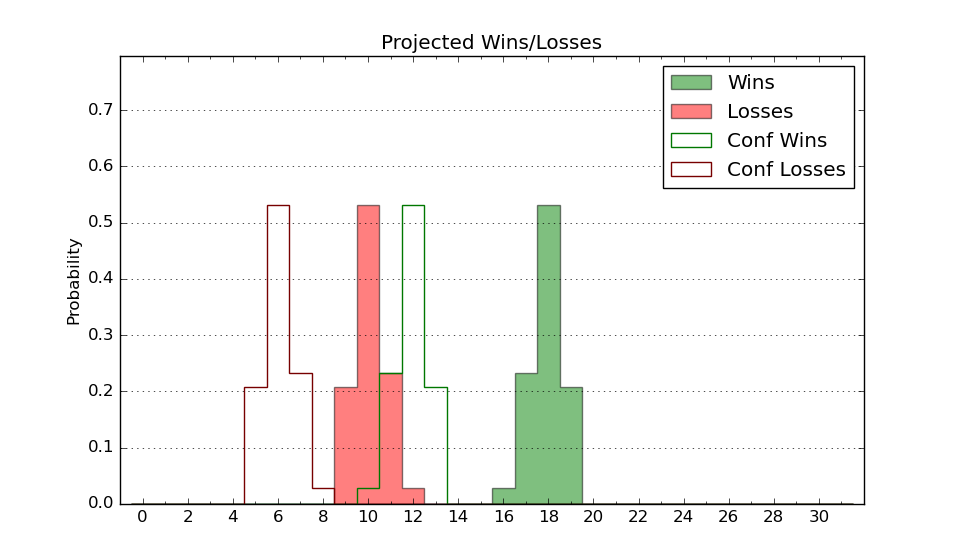 Projected Wins/Losses
Wins
Losses
Conf Wins
Conf Losses
Probability
0.7
0.6
0.5
0.4
0.3
0.2
0.1
0.0
0 2 4 6 8 10 12 14 16 18 20 22 24 26 28 30